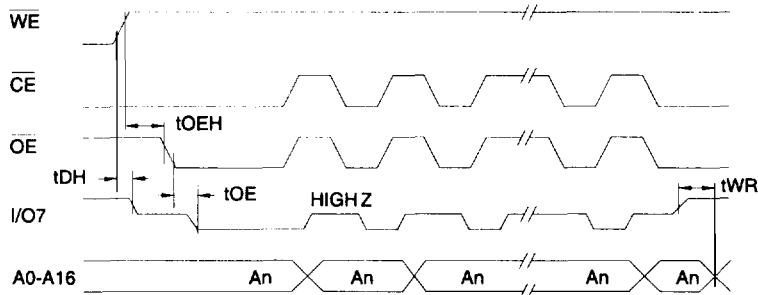 WE
CE
tOEH
OE
tDH
tOE
HIGH Z
tWR
I/O7
A0-A16
An An An An An